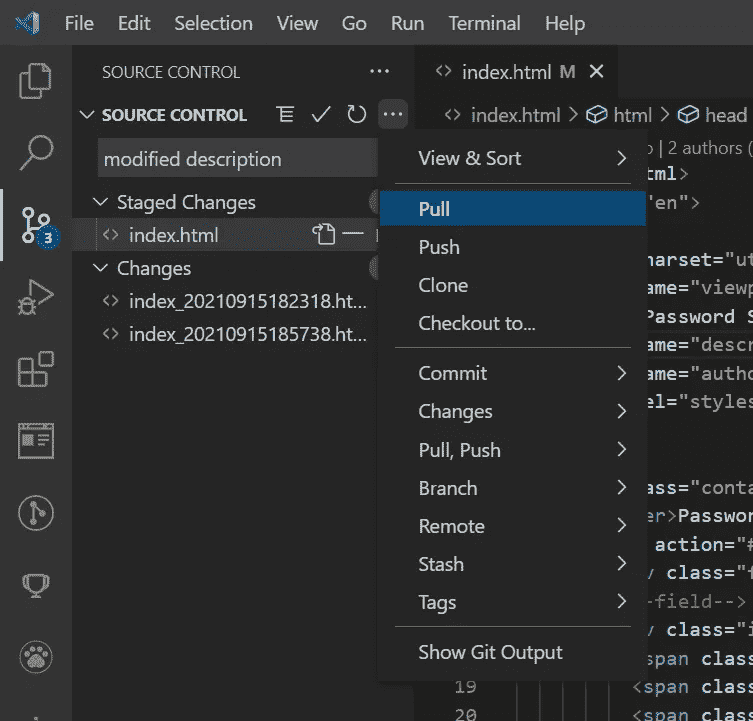 File Edit Selection View Go Run Terminal Help
SOURCE CONTROL ...
SOURCE CONTROL ...
modified description
Staged Changes
index.html
Changes
index_20210915182318.ht...
index_20210915185738.ht...
3
View & Sort
Pull
Push
Clone
Checkout to...
Commit
Changes
Pull, Push
Branch
Remote
Stash
Tags
Show Git Output
<> index.html M
<> index.html > html > head
| 2 authors (
ml>
"en">
harset="ut
ame="viewp
Password S
ame="descr
ame="autho
el="styles
ass="conta
er>Passwor
action="#
class="f
-field-->
class="i
<span clas
19 <span class
20 <span class